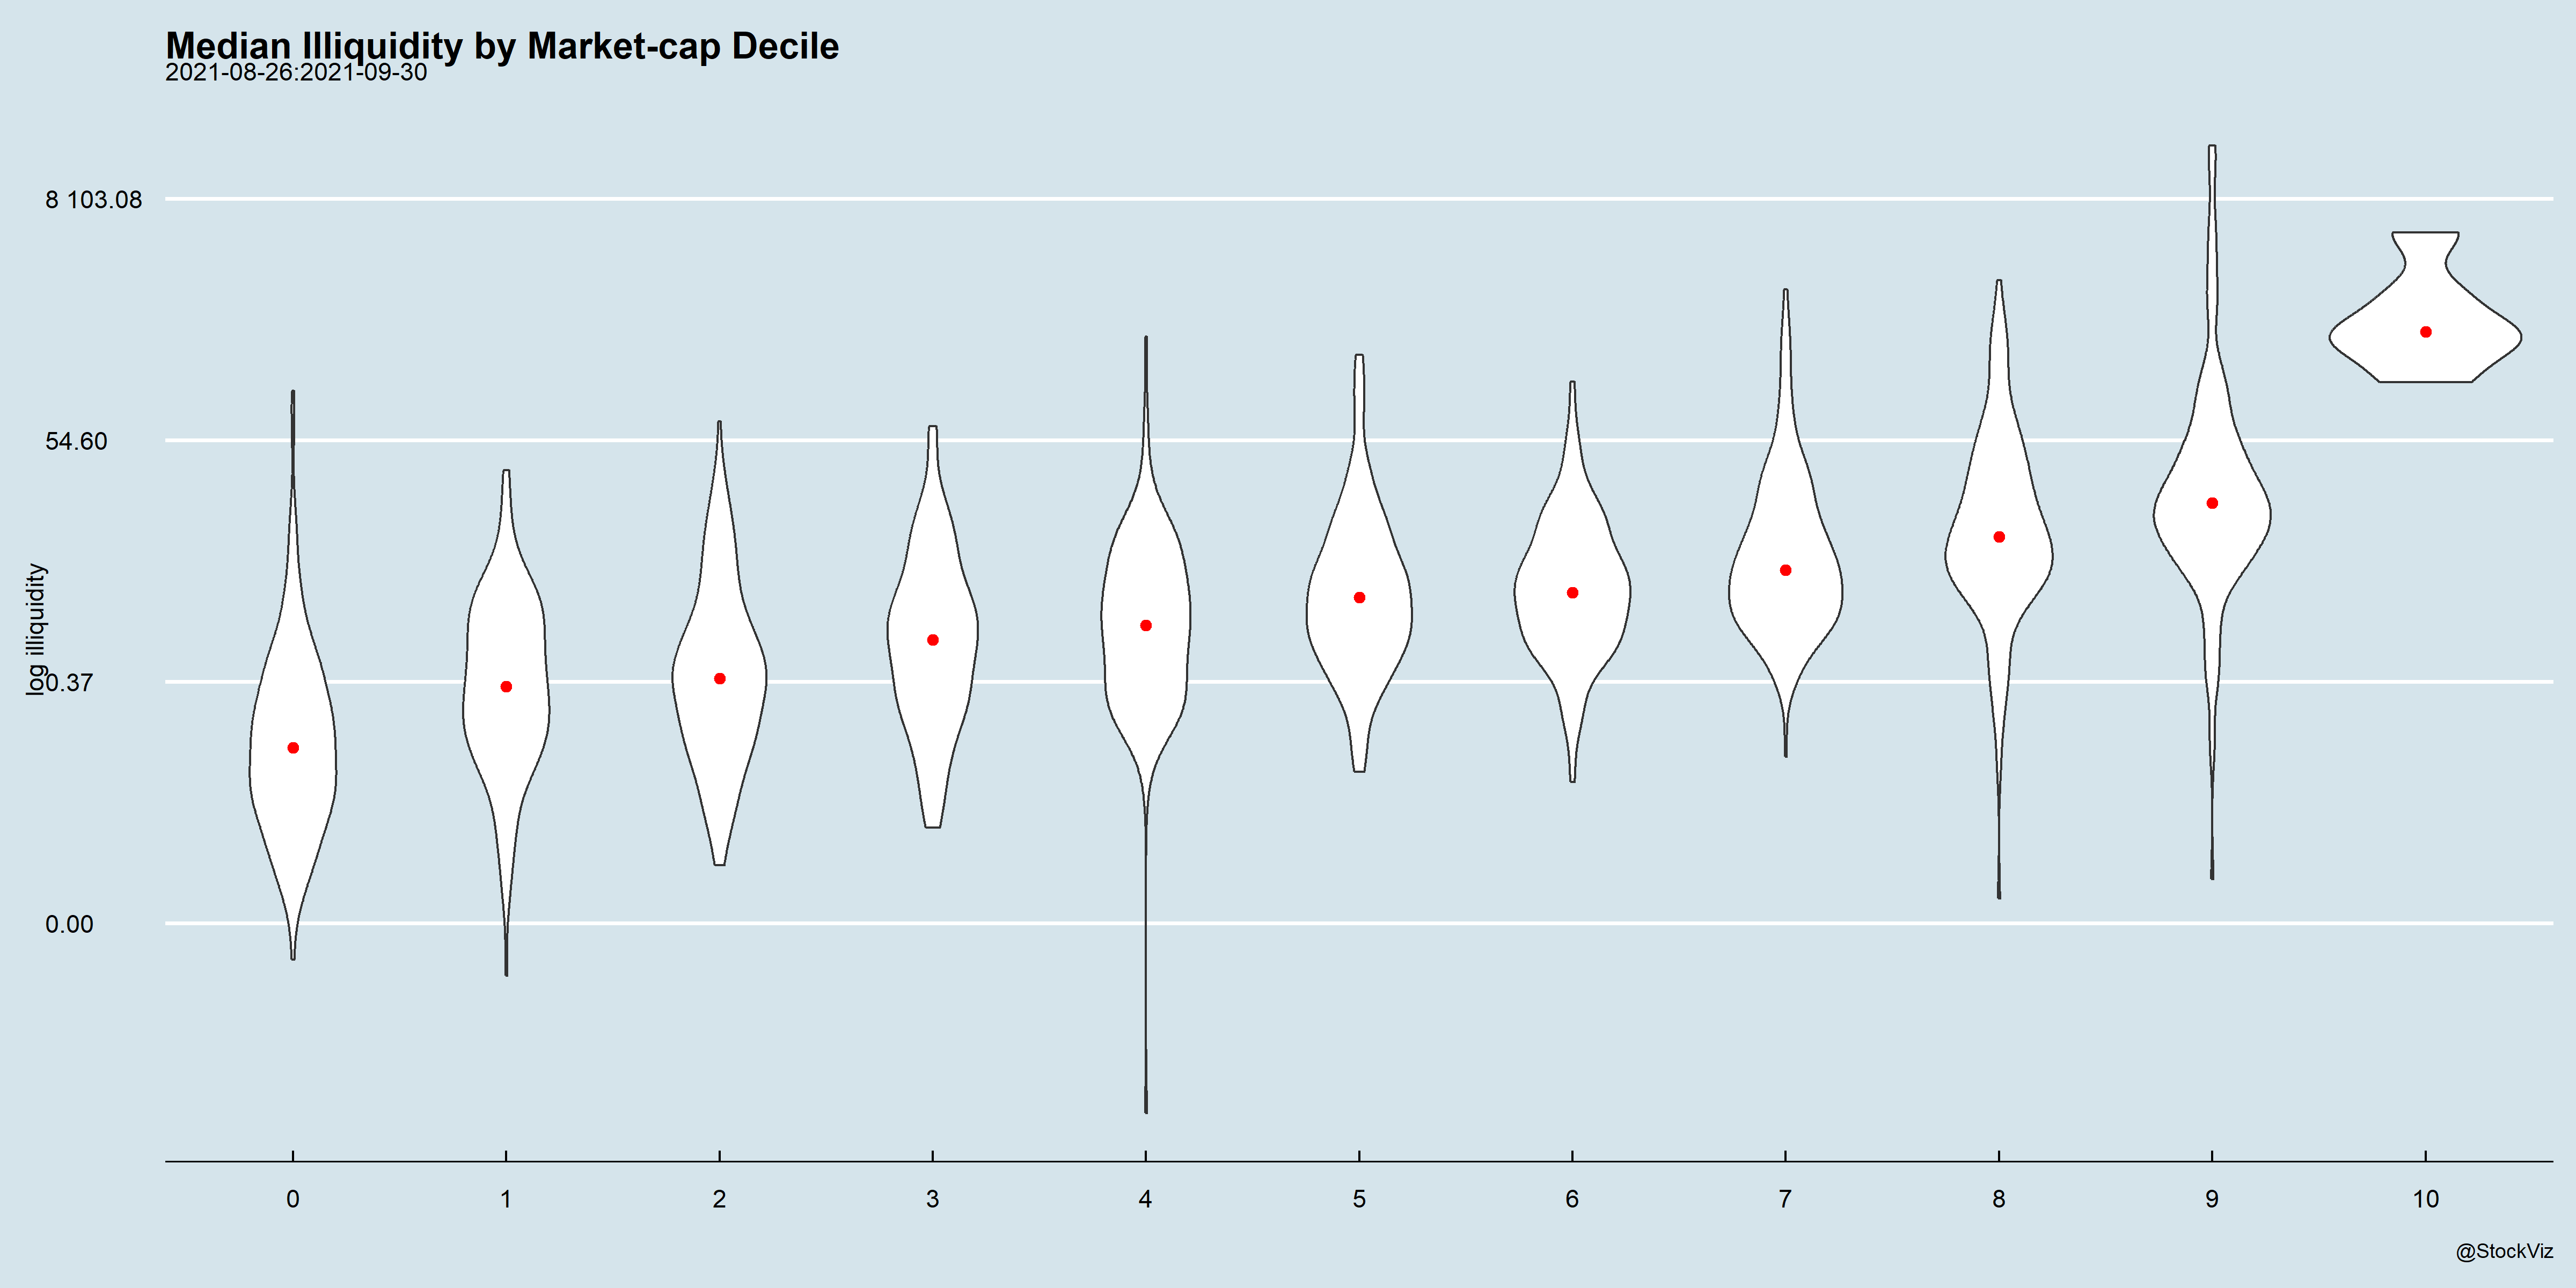 Median Illiquidity by Market-cap Decile
2021-08-26:2021-09-30
log illiquidity
8 103.08
54.60
0.37
0.00
0 1 2 3 4 5 6 7 8 9 10
@StockViz